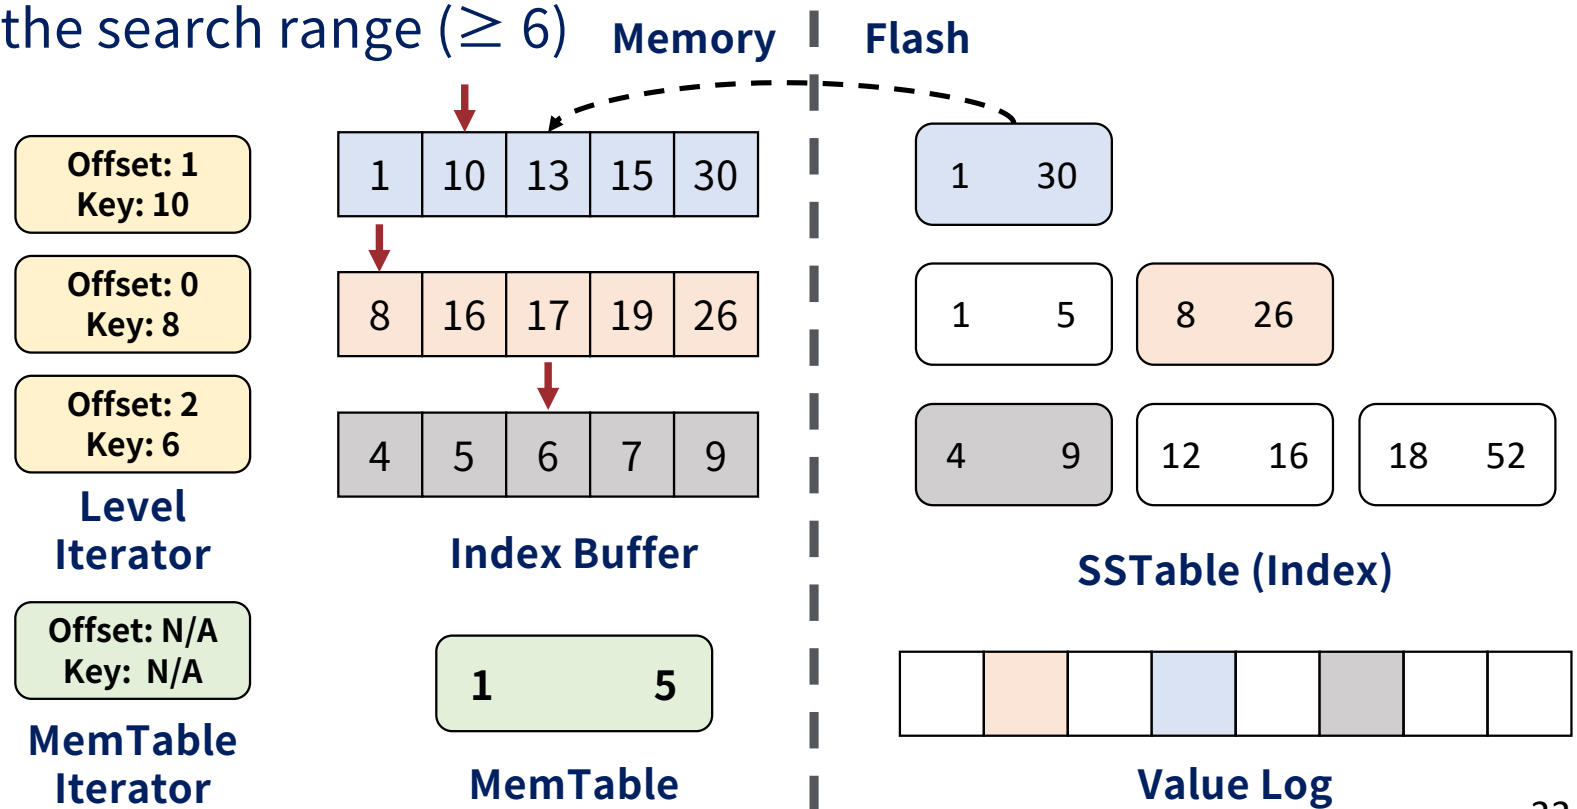 the search range (≥ 6)
Memory
Flash
Offset: 1
Key: 10
1 10 13 15 30
1 30
Offset: 0
Key: 8
8 16 17 19 26
1 5
8 26
Offset: 2
Key: 6
4 5 6 7 9
4 9
12 16
18 52
Level
Iterator
Index Buffer
SSTable (Index)
Offset: N/A
Key: N/A
1 5
MemTable
Iterator
MemTable
Value Log